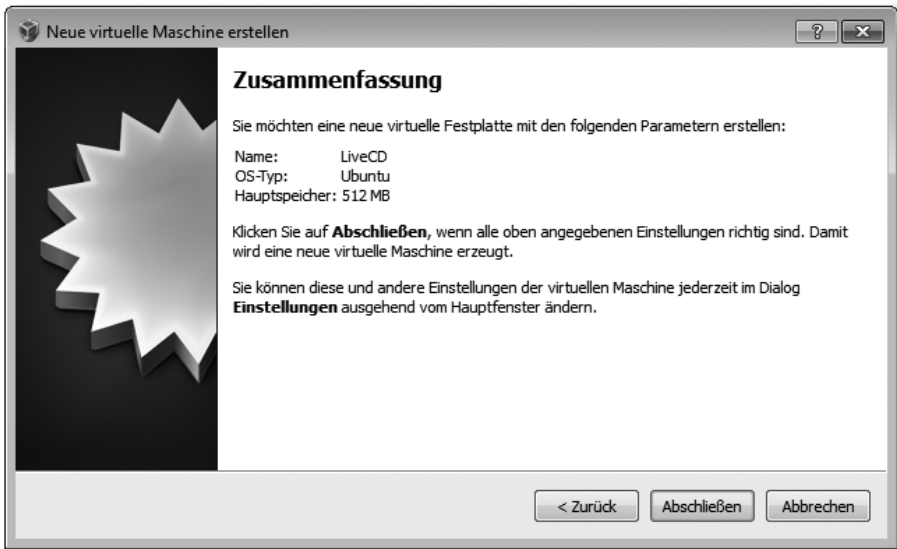 Neue virtuelle Maschine erstellen
?
Zusammenfassung
Sie möchten eine neue virtuelle Festplatte mit den folgenden Parametern erstellen:
Name: LiveCD
OS-Typ: Ubuntu
Hauptspeicher: 512 MB
Klicken Sie auf Abschließen, wenn alle oben angegebenen Einstellungen richtig sind. Damit
wird eine neue virtuelle Maschine erzeugt.
Sie können diese und andere Einstellungen der virtuellen Maschine jederzeit im Dialog
Einstellungen ausgehend vom Hauptfenster ändern.
< Zurück Abschließen Abbrechen